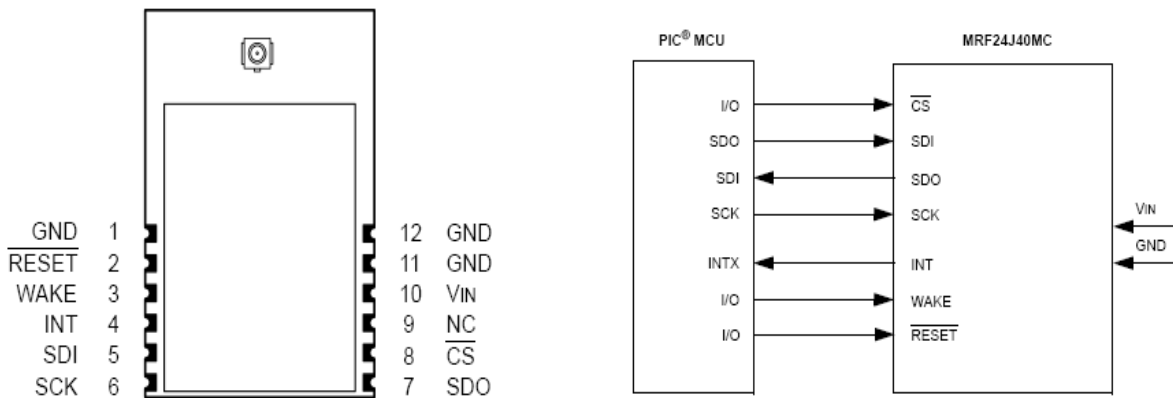 GND 1
RESET 2
WAKE 3
INT 4
SDI 5
SCK 6
12 GND
11 GND
10 VIN
9 NC
8 CS
7 SDO
PIC® MCU
MRF24J40MC
I/O CS
SDO SDI
SDI SDO
SCK SCK
INTX INT
I/O WAKE
I/O RESET
VIN
GND